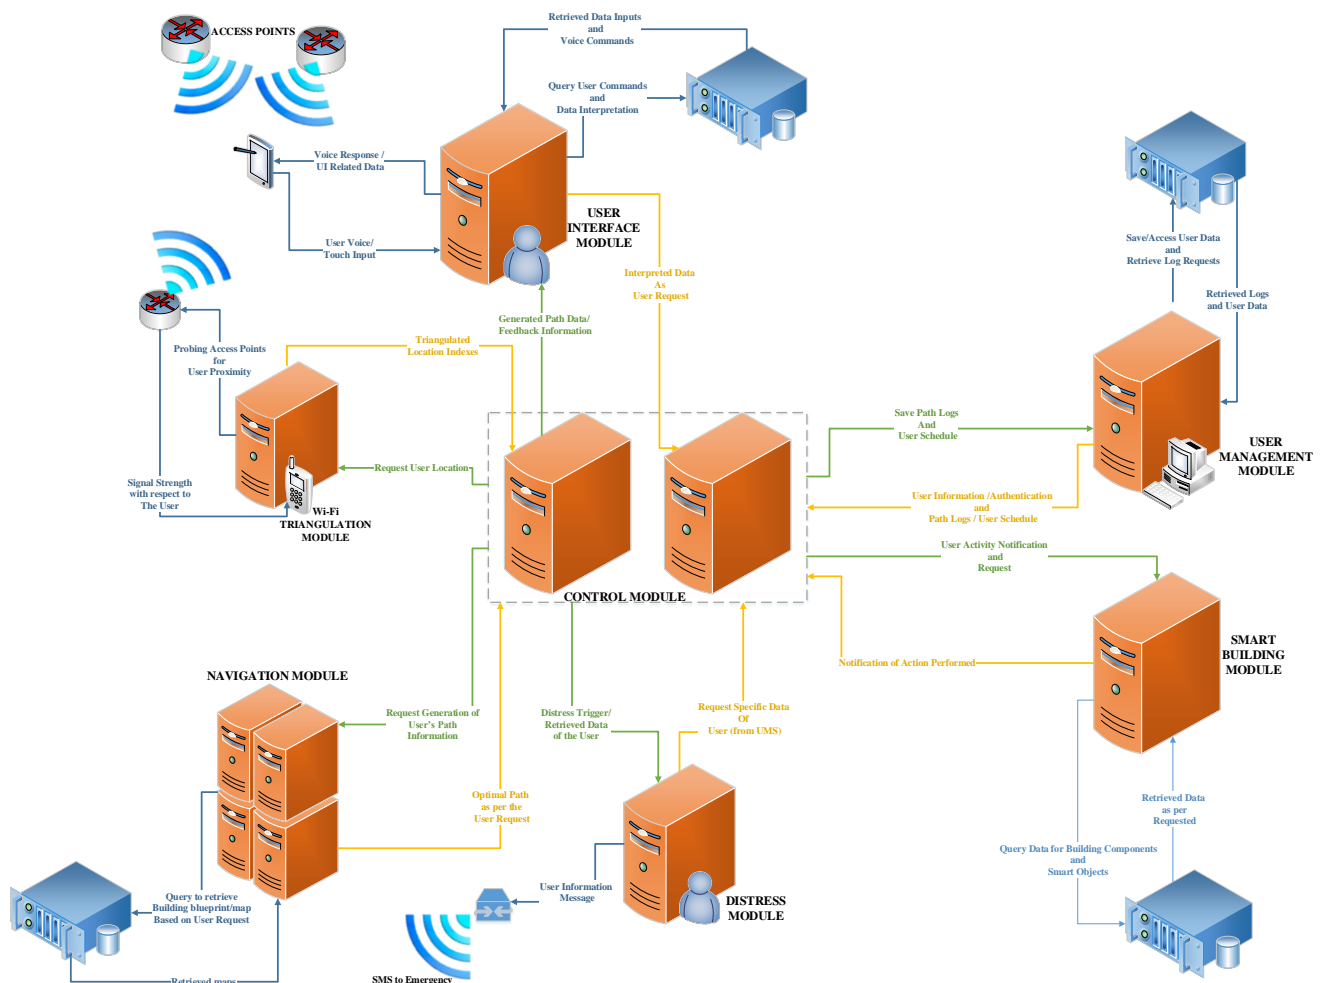 ACCESS POINTS
Retrieved Data Inputs
and
Voice Commands
Query User Commands
and
Data Interpretation
Voice Response /
UI Related Data
User Voice/
Touch Input
USER
INTERFACE
MODULE
Interpreted Data
As
User Request
Save/Access User Data
and
Retrieve Log Requests
Retrieved Logs
and User Data
Generated Path Data/
Feedback Information
Probing Access Points
for
User Proximity
Triangulated
Location Indexes
Request User Location
Signal Strength
with respect to
The User
Wi-Fi
TRIANGULATION
MODULE
Save Path Logs
And
User Schedule
USER
MANAGEMENT
MODULE
User Information /Authentication
and
Path Logs / User Schedule
User Activity Notification
and
Request
CONTROL MODULE
SMART
BUILDING
MODULE
Notification of Action Performed
NAVIGATION MODULE
Request Generation of
User's Path
Information
Distress Trigger/
Retrieved Data
of the User
Request Specific Data
Of
User (from UMS)
Optimal Path
as per the
User Request
Retrieved Data
as per
Requested
Query Data for Building Components
and
Smart Objects
Query to retrieve
Building blueprint/map
Based on User Request
User Information
Message
DISTRESS
MODULE
Retrieved maps
SMS to Emergency